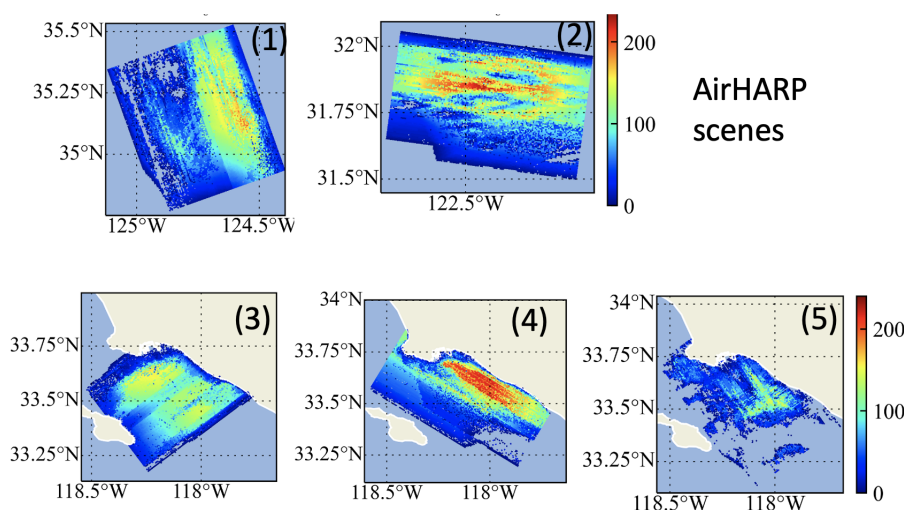 35.5°N
(1)
35.25°N
35°N
125°W
124.5°W
32°N
(2)
31.75°N
31.5°N
122.5°W
200
100
0
AirHARP
scenes
(3)
33.75°N
33.5°N
33.25°N
118.5°W
118°W
34°N
(4)
33.75°N
33.5°N
33.25°N
118.5°W
118°W
34°N
(5)
33.75°N
33.5°N
33.25°N
118.5°W
118°W
200
100
0